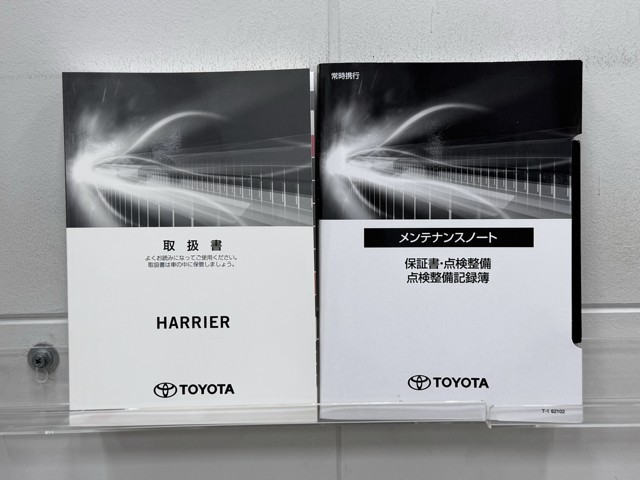 取扱書
よくお読みになってご使用ください。
取扱書は車の中に保管しましょう。
HARRIER
TOYOTA
常時携行
メンテナンスノート
保証書・点検整備
点検整備記録簿
TOYOTA
T-1 62102